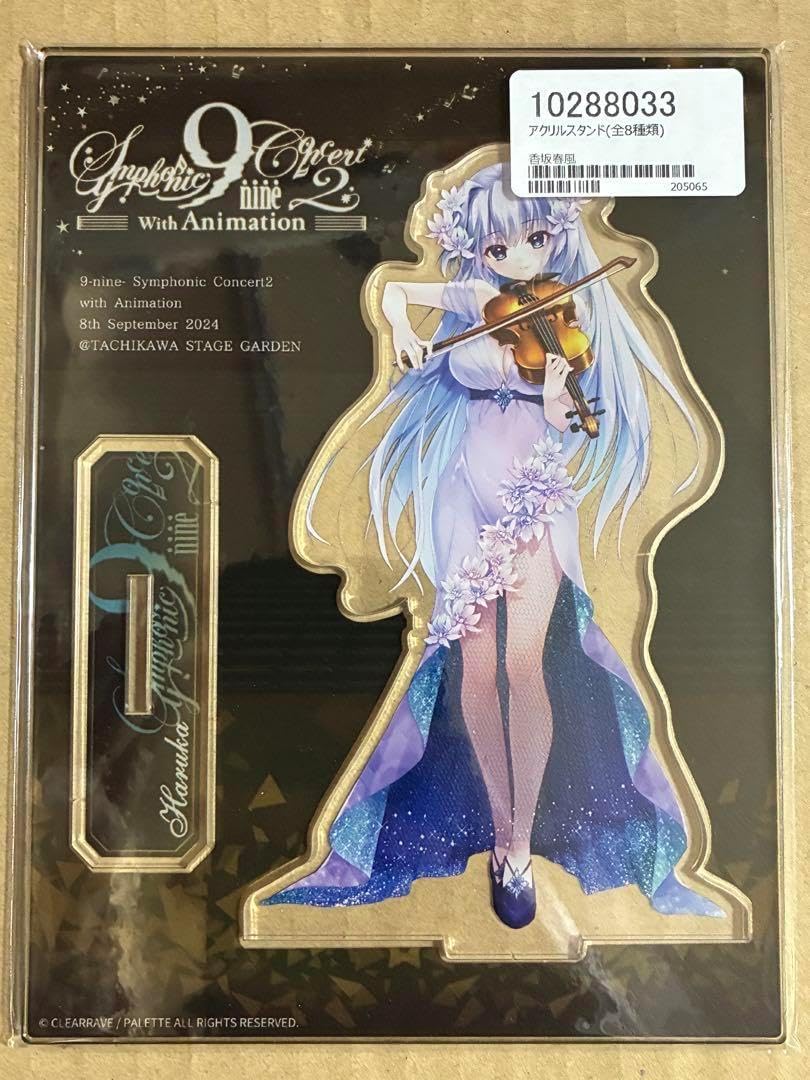 10288033
アクリルスタンド(全8種類)
香坂春風
205065
Symphonic 9 Concert
nine 2
With Animation
9-nine- Symphonic Concert2
with Animation
8th September 2024
@TACHIKAWA STAGE GARDEN
Symphonic 9 Conce
nine 2
Haruka
© CLEARRAVE / PALETTE ALL RIGHTS RESERVED.